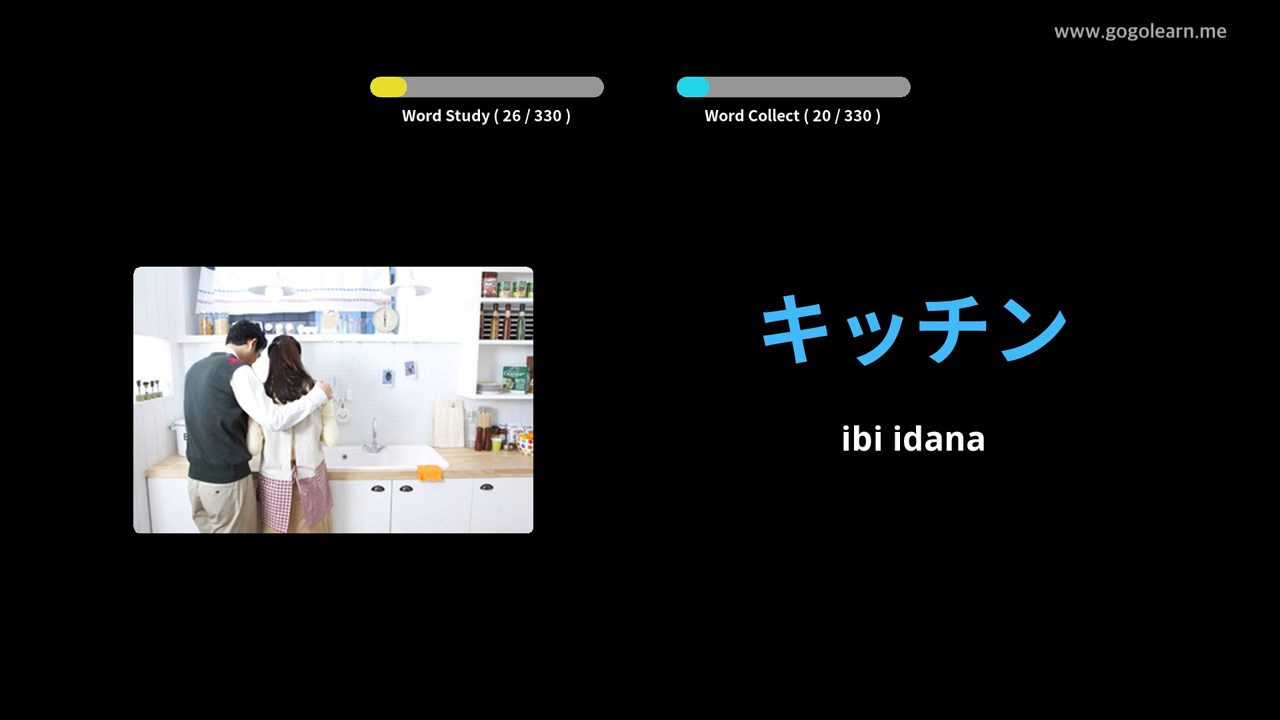 www.gogolearn.me
Word Study ( 26 / 330 )
Word Collect ( 20 / 330 )
キッチン
ibi idana